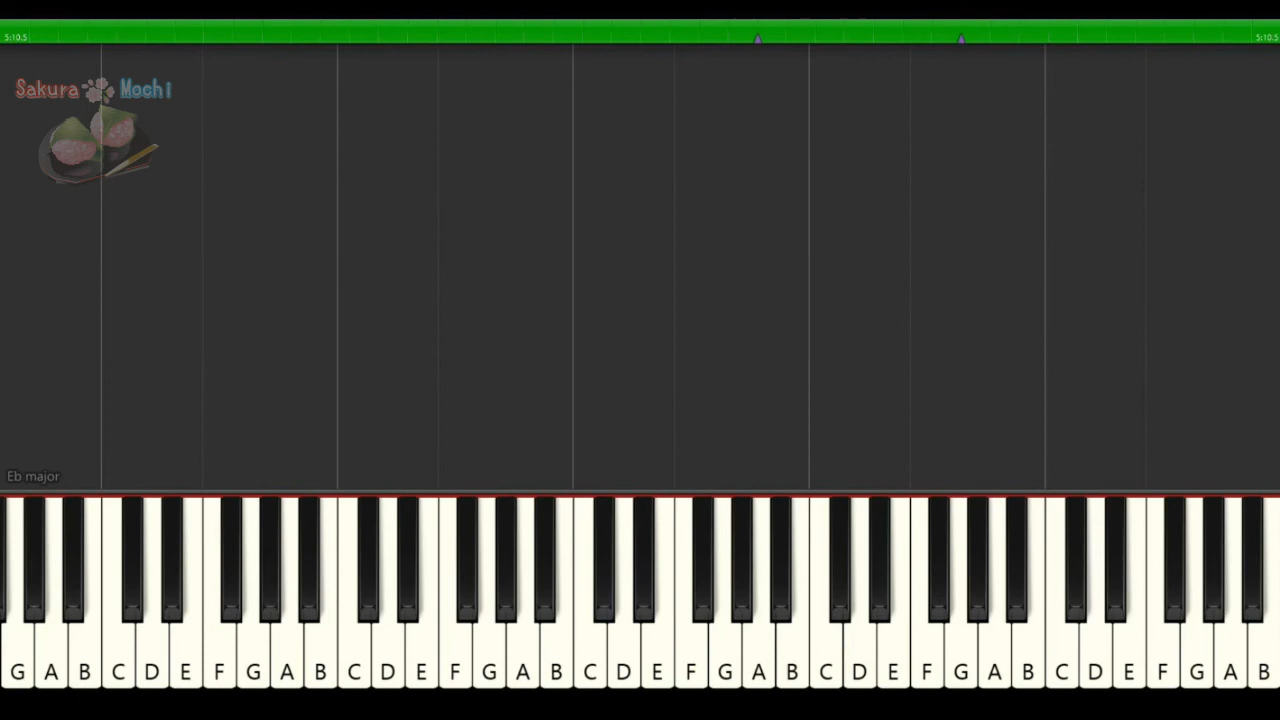 5:10.5 5:10.5
Sakura Mochi
Eb major
G A B C D E F G A B C D E F G A B C D E F G A B C D E F G A B C D E F G A B